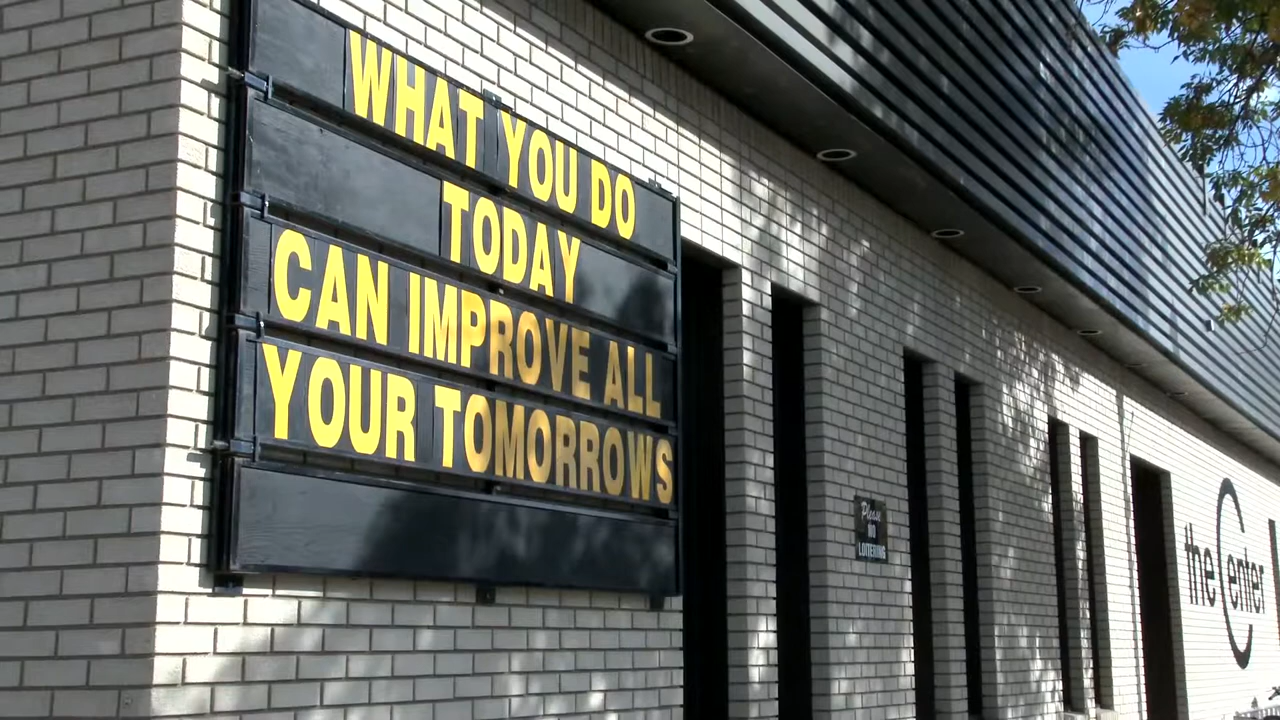 WHAT YOU DO
TODAY
CAN IMPROVE ALL
YOUR TOMORROWS
Please
NO
LOITERING
the Center